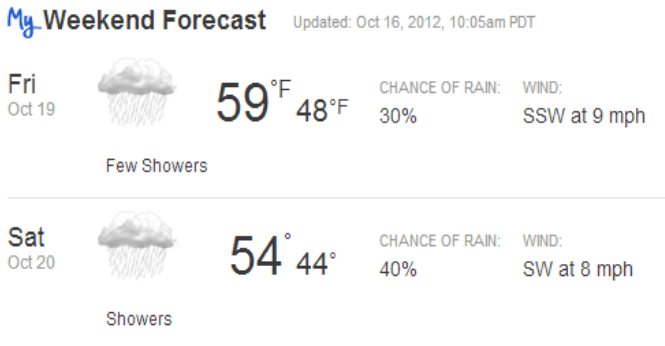 My Weekend Forecast Updated: Oct 16, 2012, 10:05am PDT
Fri
Oct 19
59°F 48°F
CHANCE OF RAIN: WIND:
30% SSW at 9 mph
Few Showers
Sat
Oct 20
54° 44°
CHANCE OF RAIN: WIND:
40% SW at 8 mph
Showers